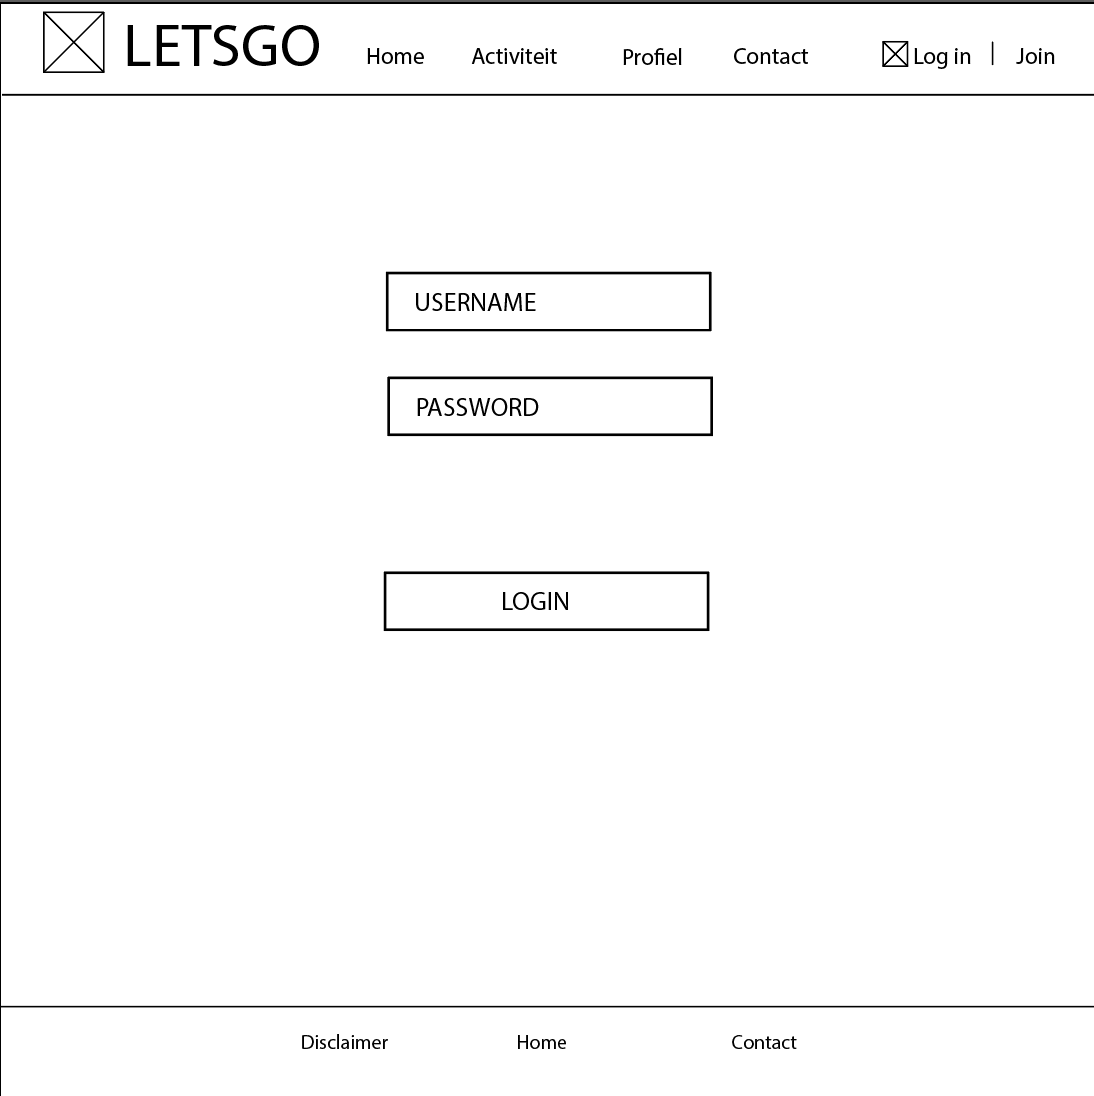 LETSGO
Home Activiteit Profiel Contact Log in | Join
USERNAME
PASSWORD
LOGIN
Disclaimer Home Contact